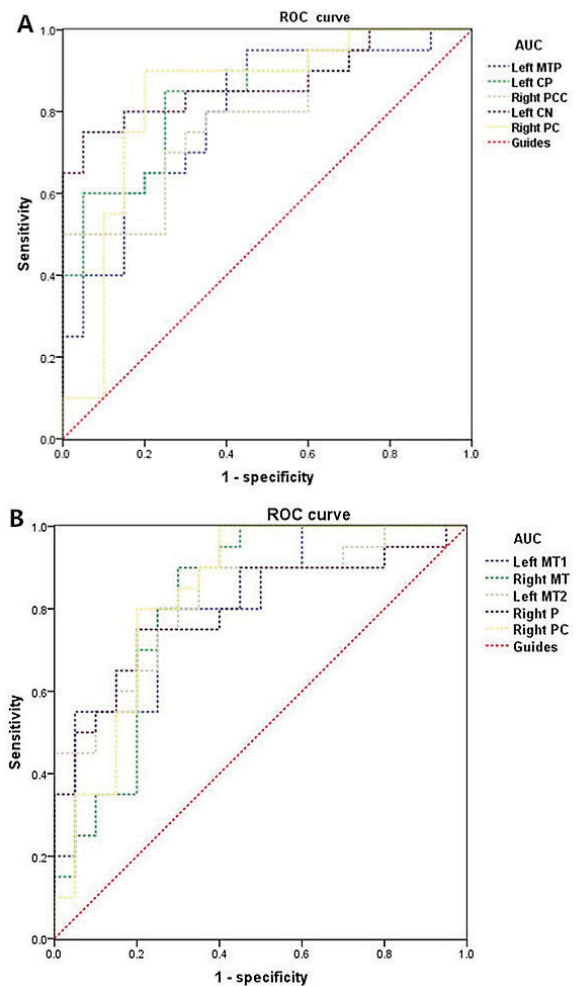 A
ROC curve
1.0
0.8
0.6
0.4
0.2
0.0
Sensitivity
0.0 0.2 0.4 0.6 0.8 1.0
1 - specificity
AUC
Left MTP
Left CP
Right PCC
Left CN
Right PC
Guides
B
ROC curve
1.0
0.8
0.6
0.4
0.2
0.0
Sensitivity
0.0 0.2 0.4 0.6 0.8 1.0
1 - specificity
AUC
Left MT1
Right MT
Left MT2
Right P
Right PC
Guides